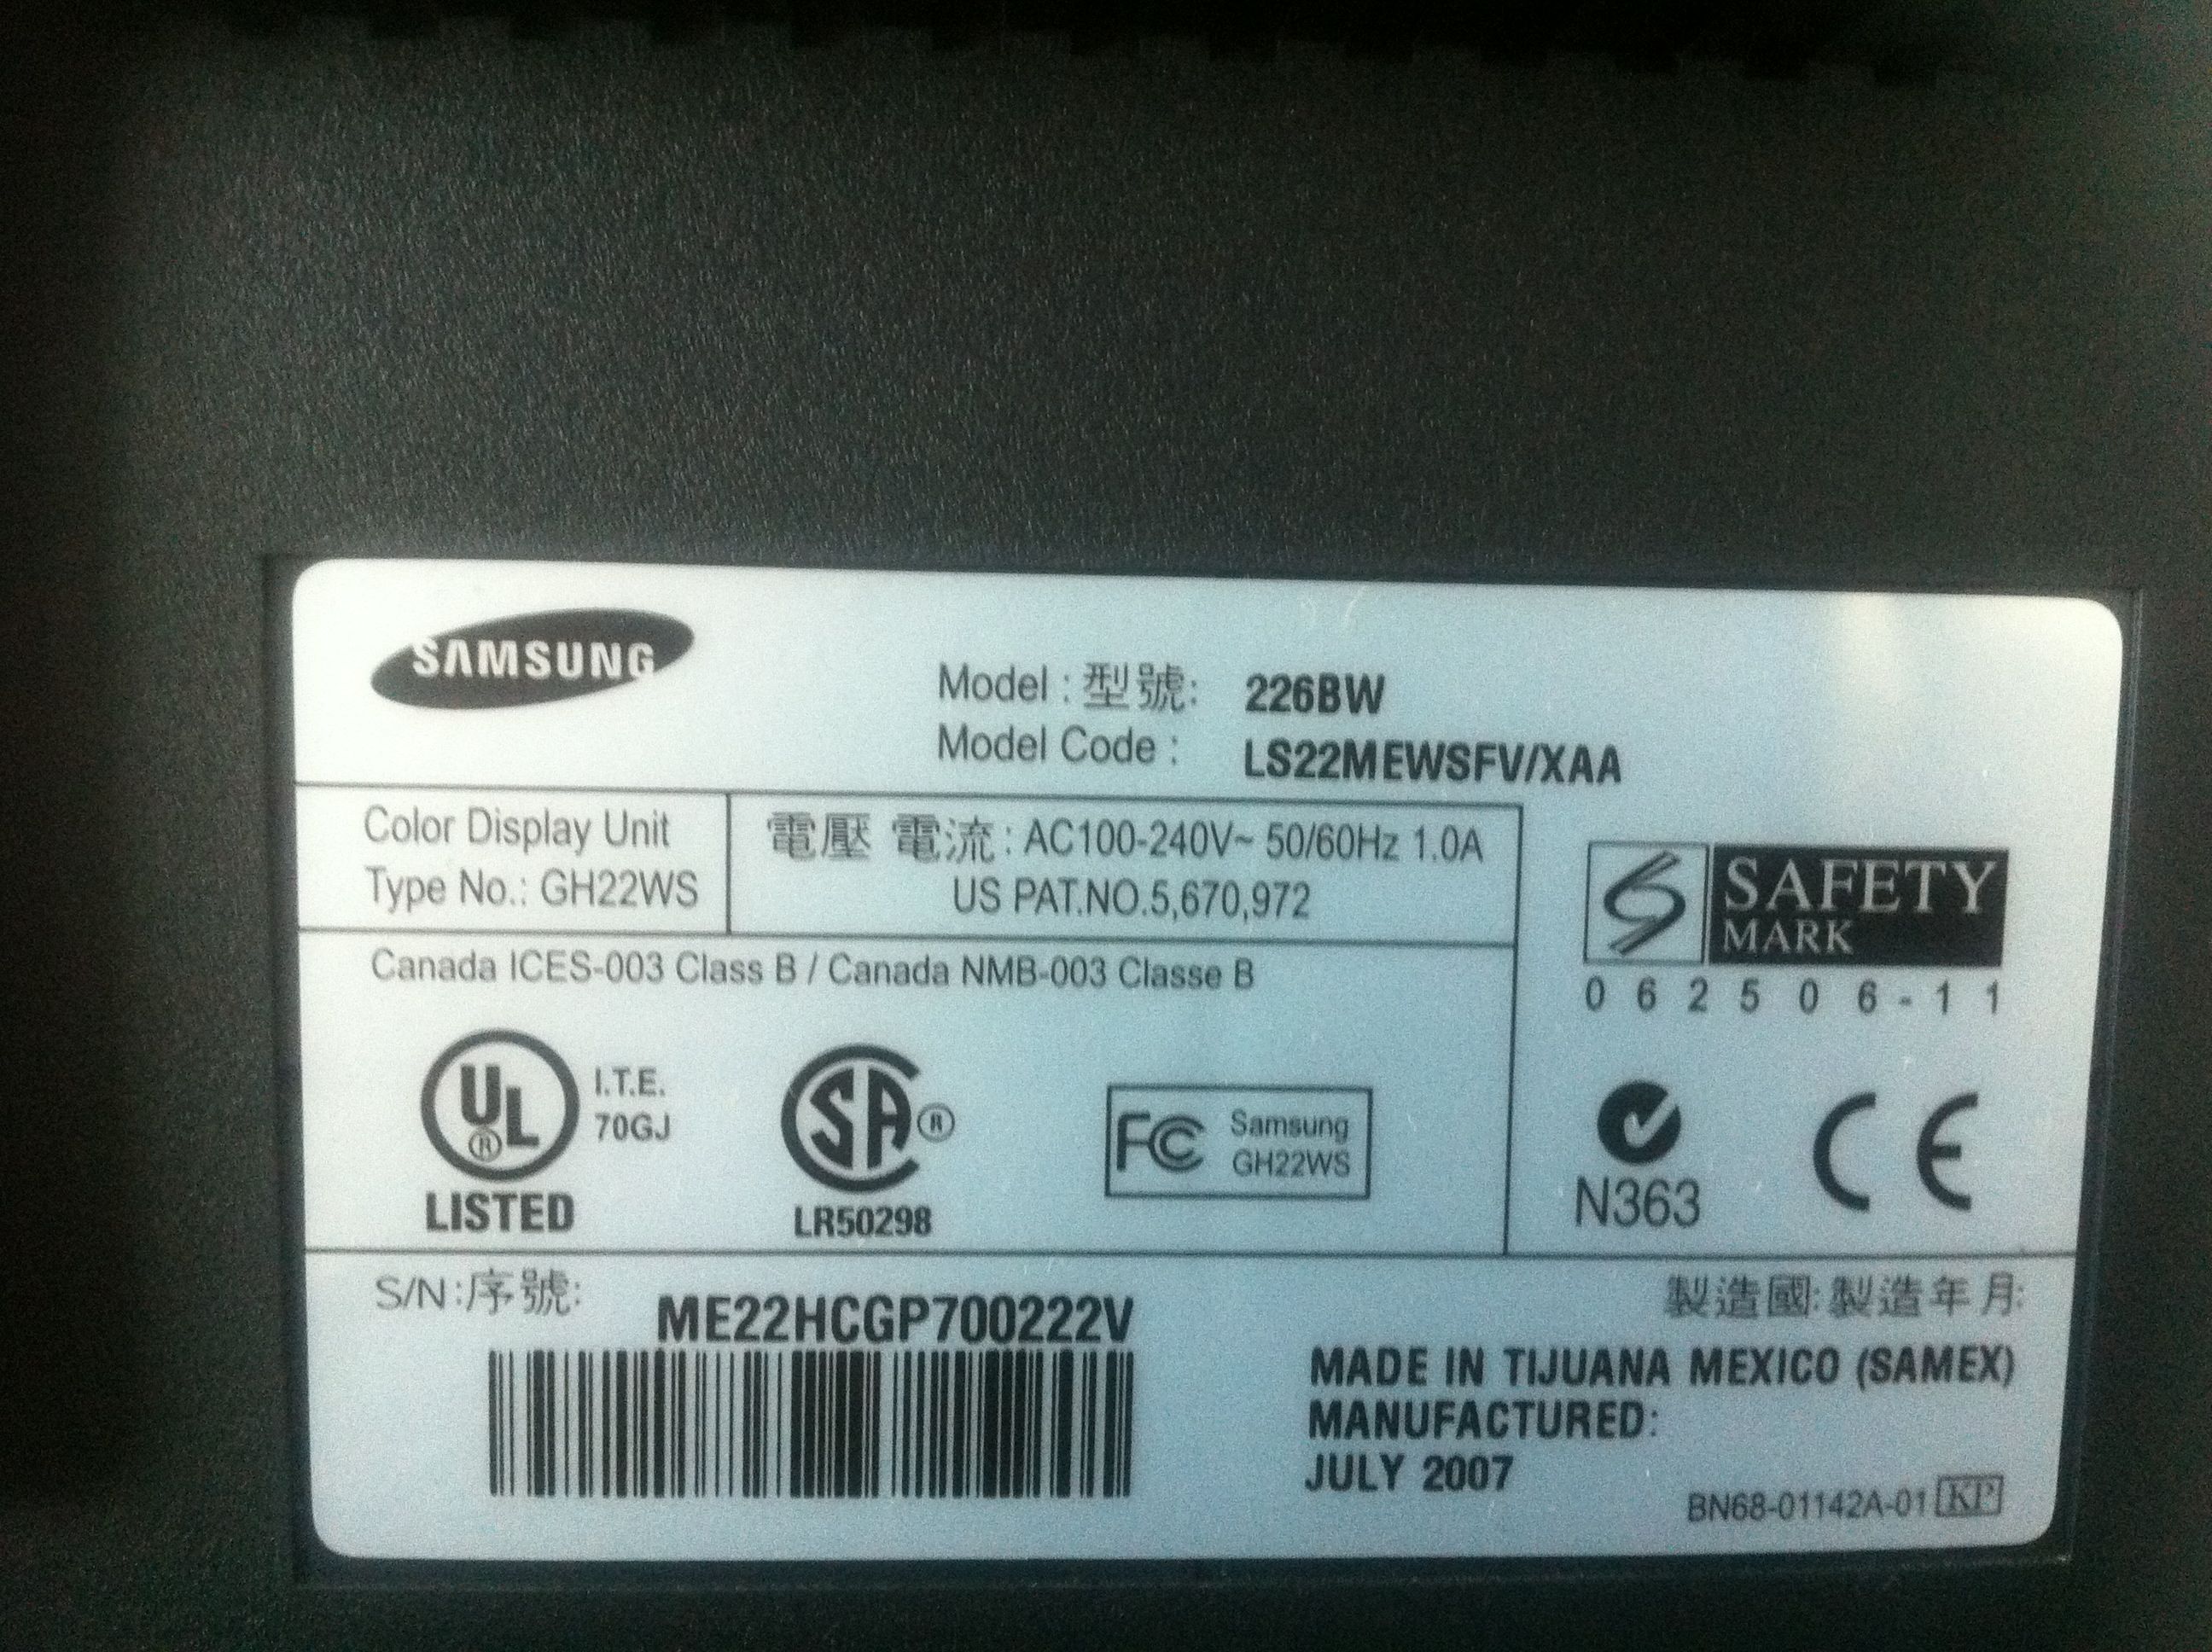 SAMSUNG
Model : 型號: 226BW
Model Code : LS22MEWSFV/XAA
Color Display Unit
Type No.: GH22WS
電壓 電流: AC100-240V~ 50/60Hz 1.0A
US PAT.NO.5,670,972
SAFETY
MARK
062506-11
Canada ICES-003 Class B / Canada NMB-003 Classe B
UL ®
LISTED
I.T.E.
70GJ
SA ®
LR50298
FC
Samsung
GH22WS
N363
CE
S/N:序號:
ME22HCGP700222V
製造國:製造年月:
MADE IN TIJUANA MEXICO (SAMEX)
MANUFACTURED:
JULY 2007
BN68-01142A-01 KP